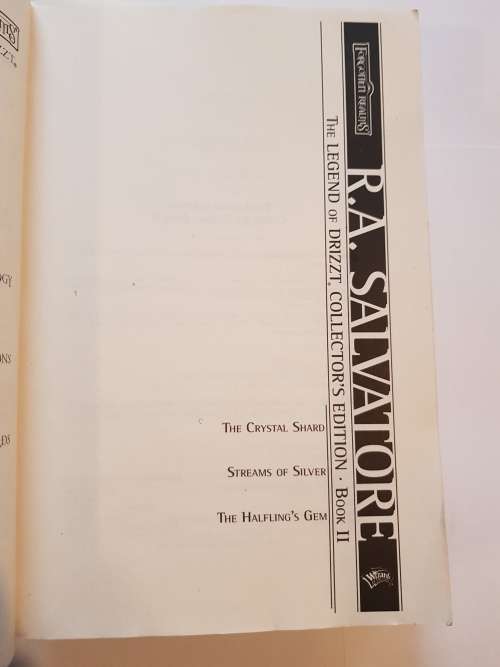 FORGOTTEN REALMS
R.A. SALVATORE
THE LEGEND OF DRIZZT, COLLECTOR'S EDITION · BOOK II
THE CRYSTAL SHARD
STREAMS OF SILVER
THE HALFLING'S GEM
Wizards